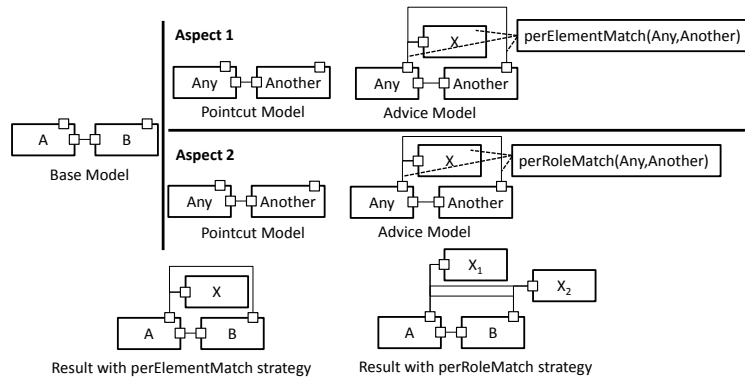 Aspect 1
X
perElementMatch(Any,Another)
Any
Another
Any
Another
Pointcut Model
Advice Model
A
B
Base Model
Aspect 2
X
perRoleMatch(Any,Another)
Any
Another
Any
Another
Pointcut Model
Advice Model
X
X1
X2
A
B
A
B
Result with perElementMatch strategy
Result with perRoleMatch strategy